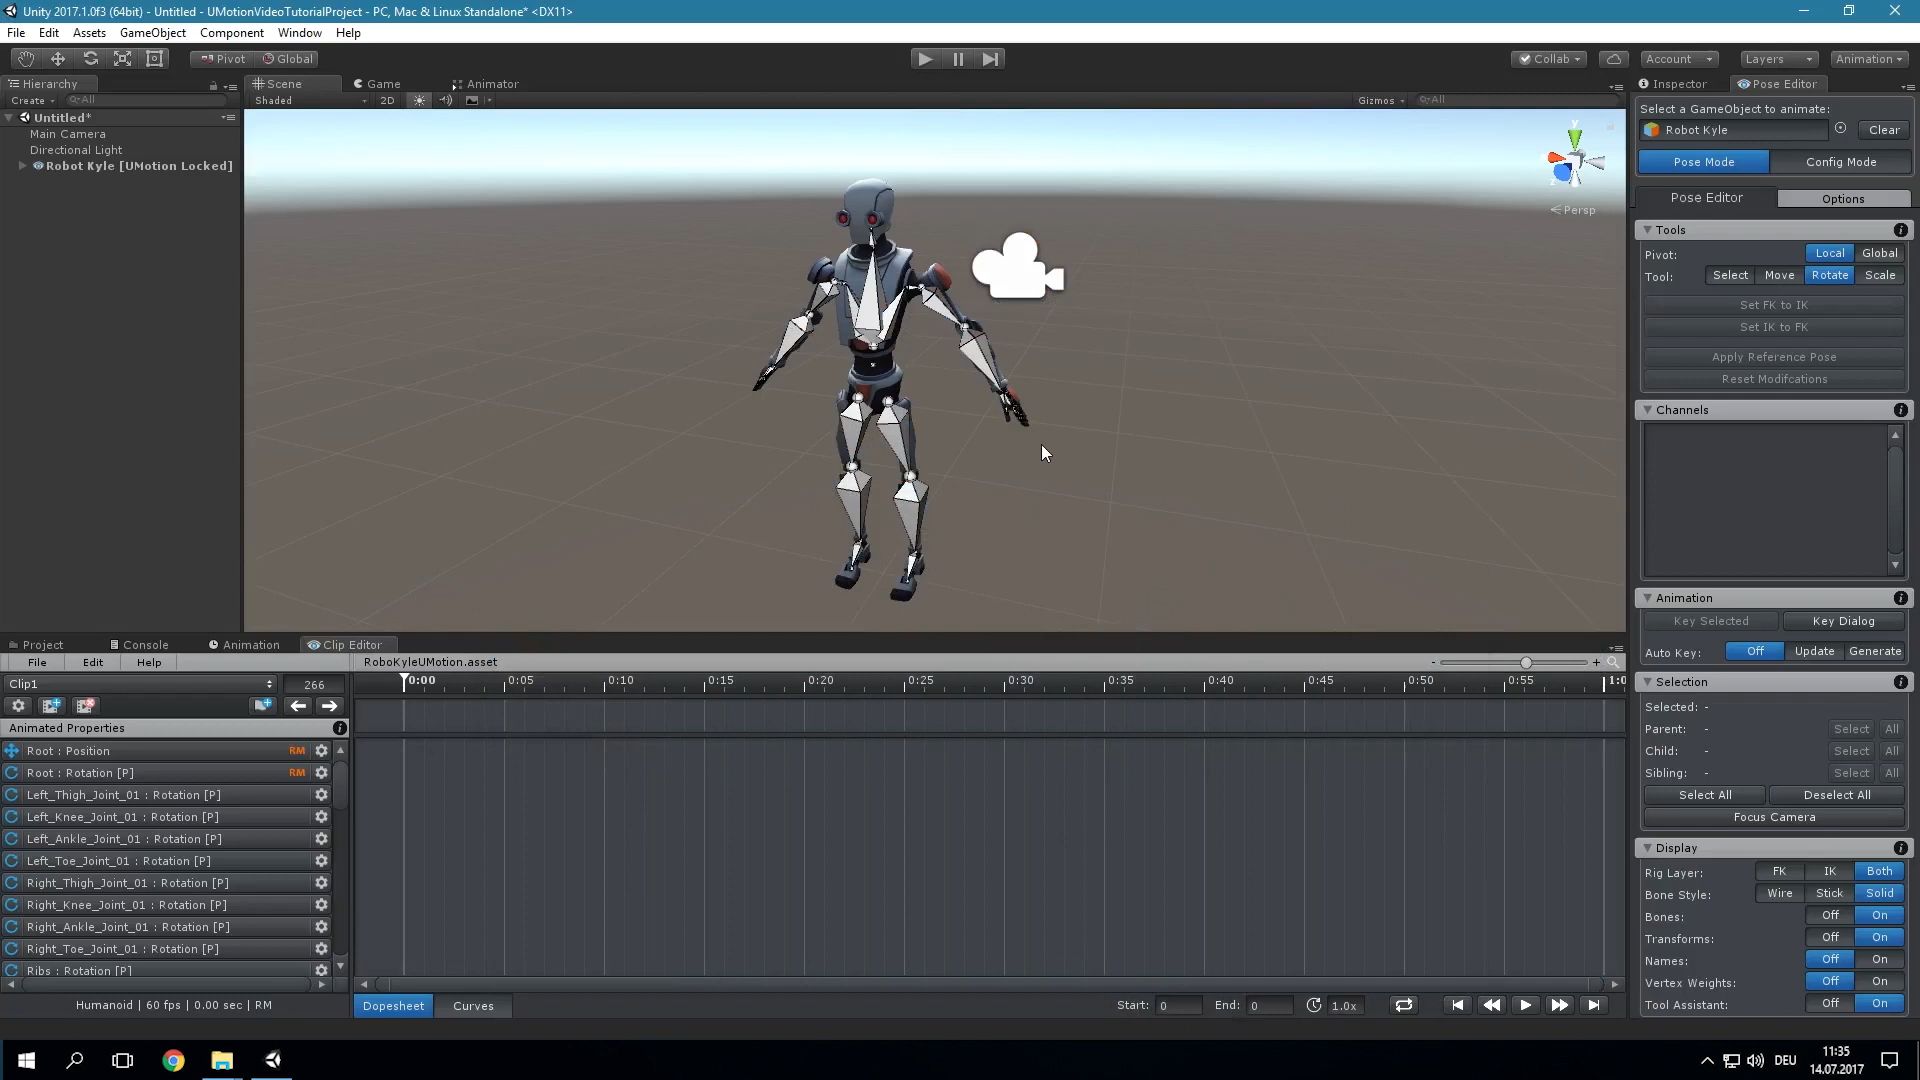 Unity 2017.1.0f3 (64bit) - Untitled - UMotionVideoTutorialProject - PC, Mac & Linux Standalone* <DX11>
File Edit Assets GameObject Component Window Help
Pivot Global Collab Account Layers Animation
Hierarchy Scene Game Animator Inspector Pose Editor
Create All Shaded 2D Gizmos All
Untitled*
Main Camera
Directional Light
Robot Kyle [UMotion Locked]
y
z
Persp
Select a GameObject to animate:
Robot Kyle Clear
Pose Mode Config Mode
Pose Editor Options
Tools
Pivot: Local Global
Tool: Select Move Rotate Scale
Set FK to IK
Set IK to FK
Apply Reference Pose
Reset Modifcations
Channels
Animation
Key Selected Key Dialog
Auto Key: Off Update Generate
Selection
Selected: -
Parent: - Select All
Child: - Select All
Sibling: - Select All
Select All Deselect All
Focus Camera
Display
Rig Layer: FK IK Both
Bone Style: Wire Stick Solid
Bones: Off On
Transforms: Off On
Names: Off On
Vertex Weights: Off On
Tool Assistant: Off On
Project Console Animation Clip Editor
File Edit Help RoboKyleUMotion.asset - +
Clip1 266
0:00 0:05 0:10 0:15 0:20 0:25 0:30 0:35 0:40 0:45 0:50 0:55 1:0
Animated Properties
Root : Position RM
Root : Rotation [P] RM
Left_Thigh_Joint_01 : Rotation [P]
Left_Knee_Joint_01 : Rotation [P]
Left_Ankle_Joint_01 : Rotation [P]
Left_Toe_Joint_01 : Rotation [P]
Right_Thigh_Joint_01 : Rotation [P]
Right_Knee_Joint_01 : Rotation [P]
Right_Ankle_Joint_01 : Rotation [P]
Right_Toe_Joint_01 : Rotation [P]
Ribs : Rotation [P]
Humanoid | 60 fps | 0.00 sec | RM
Dopesheet Curves Start: 0 End: 0 1.0x
DEU 11:35
14.07.2017